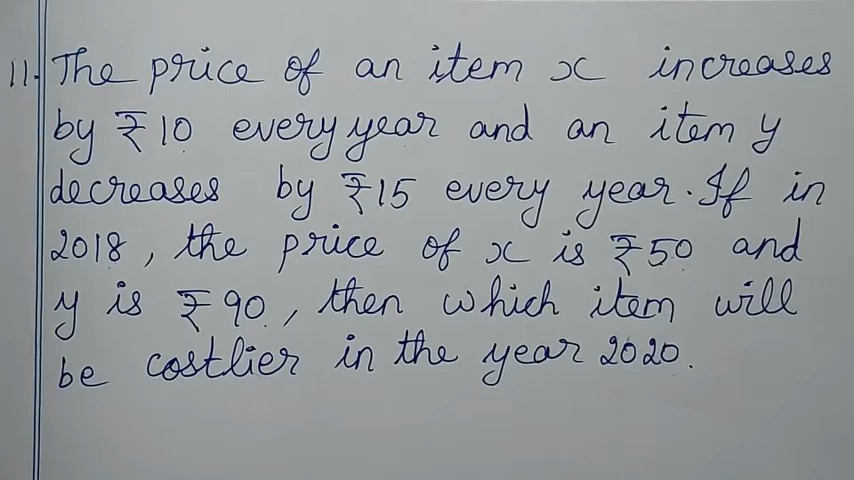 11. The price of an item x increases
by ₹10 every year and an item y
decreases by ₹15 every year. If in
2018, the price of x is ₹50 and
y is ₹90, then which item will
be costlier in the year 2020.